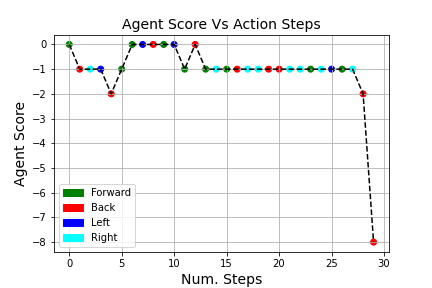 Agent Score Vs Action Steps
0
−1
−2
−3
−4
−5
−6
−7
−8
Agent Score
Forward
Back
Left
Right
0 5 10 15 20 25 30
Num. Steps